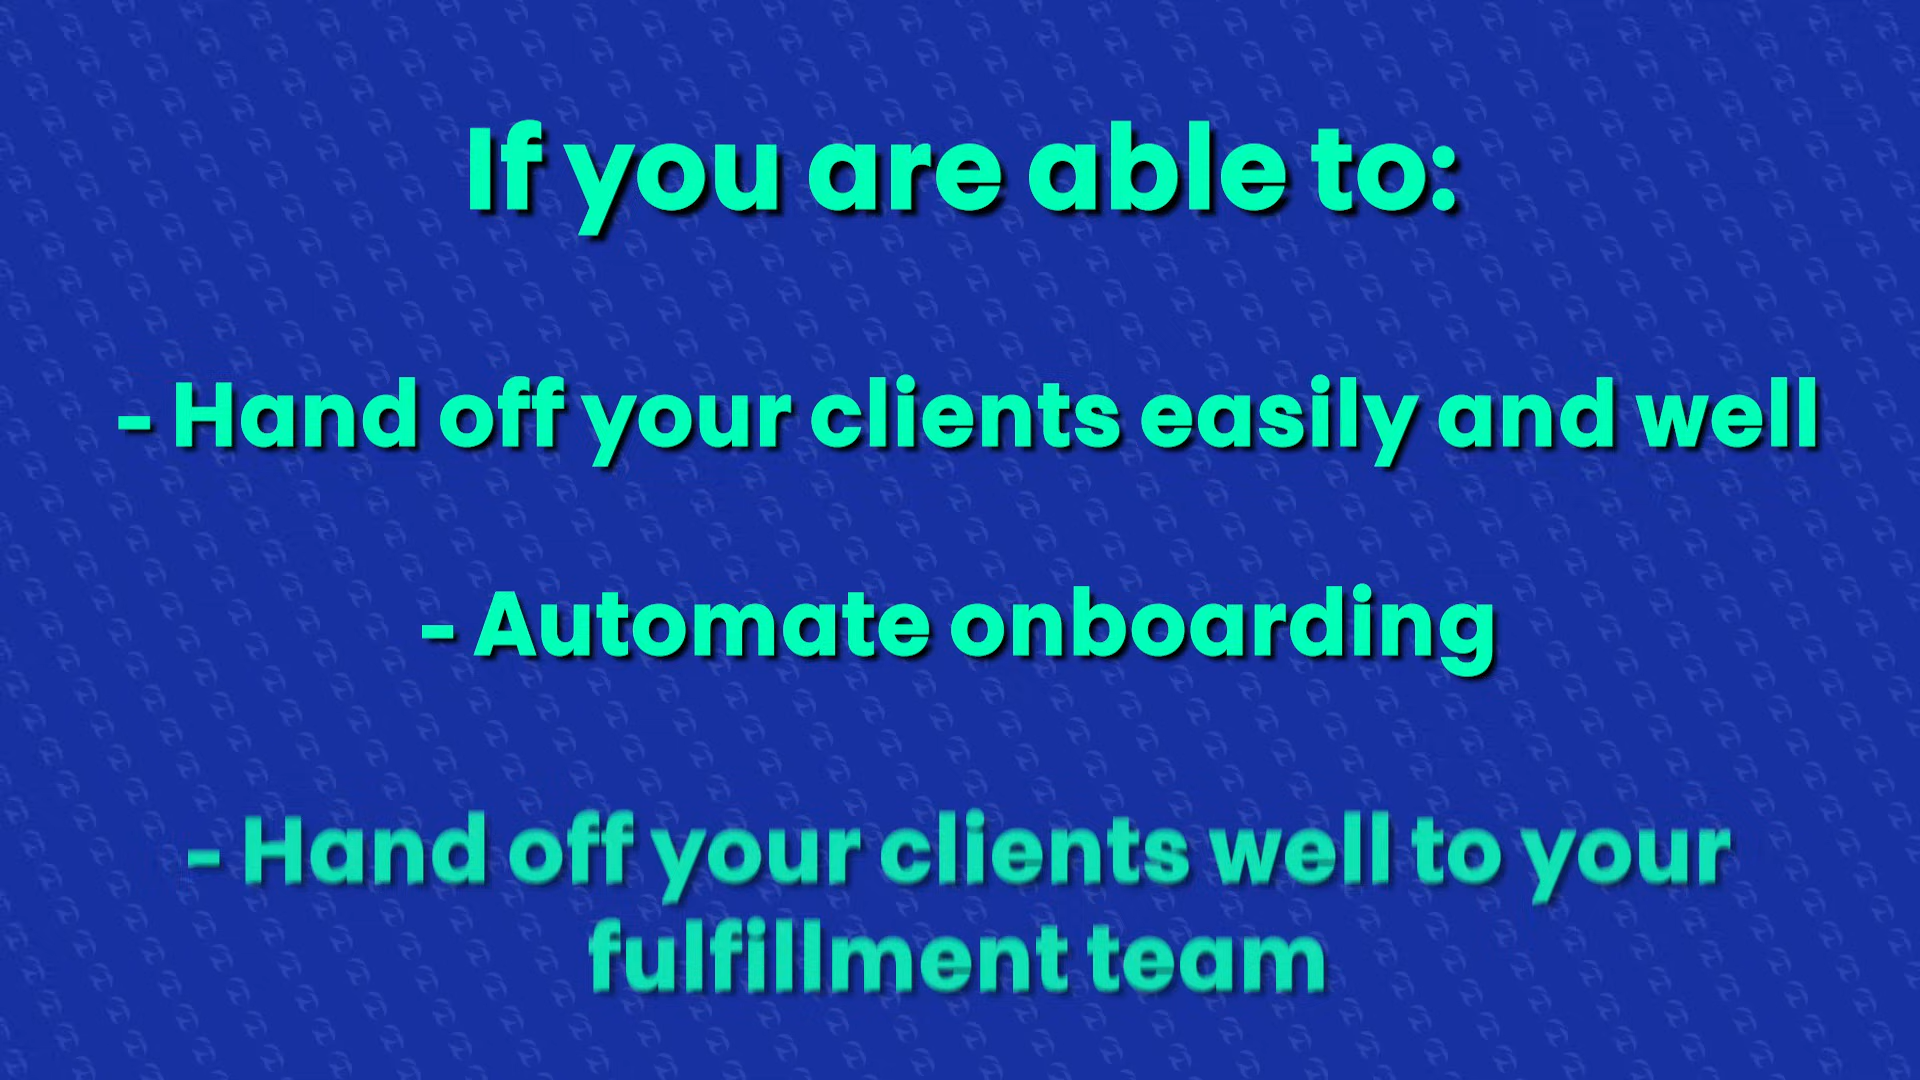 If you are able to:
- Hand off your clients easily and well
- Automate onboarding
- Hand off your clients well to your
fulfillment team